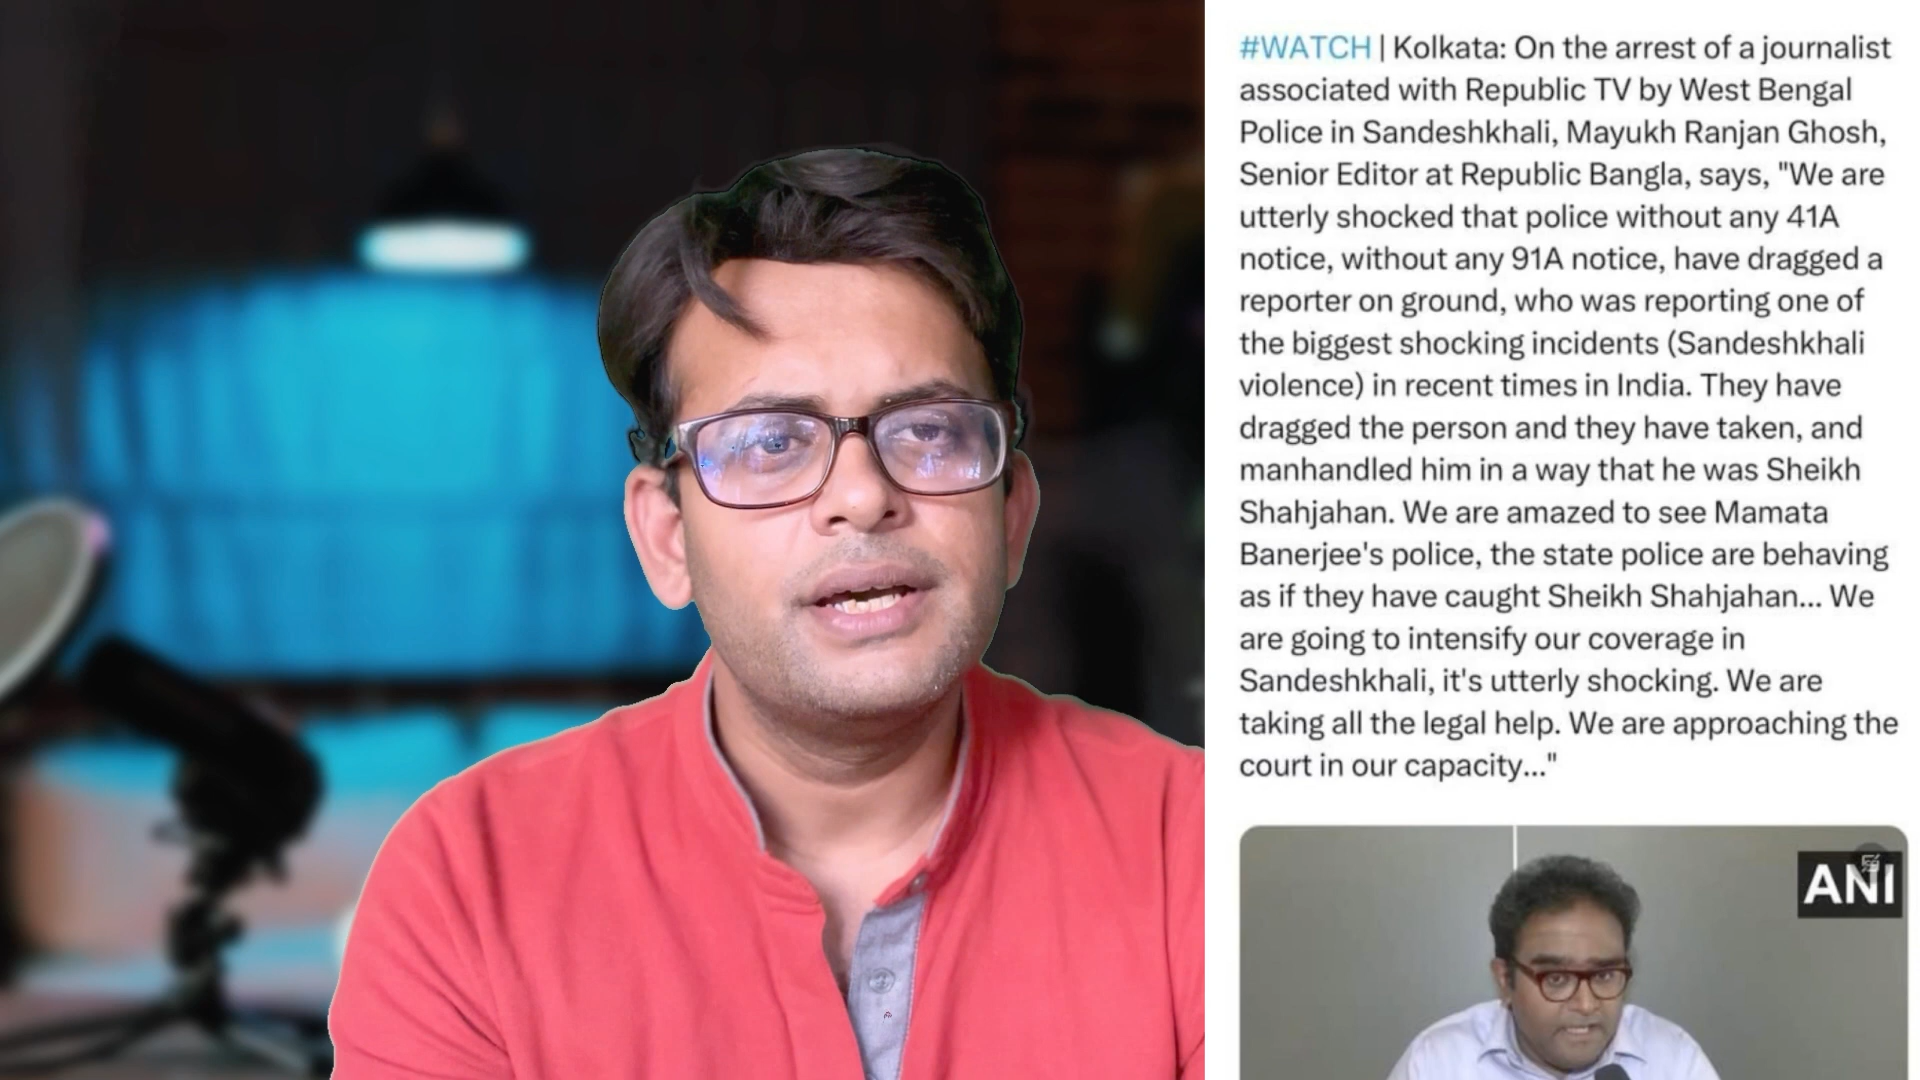 #WATCH | Kolkata: On the arrest of a journalist
associated with Republic TV by West Bengal
Police in Sandeshkhali, Mayukh Ranjan Ghosh,
Senior Editor at Republic Bangla, says, "We are
utterly shocked that police without any 41A
notice, without any 91A notice, have dragged a
reporter on ground, who was reporting one of
the biggest shocking incidents (Sandeshkhali
violence) in recent times in India. They have
dragged the person and they have taken, and
manhandled him in a way that he was Sheikh
Shahjahan. We are amazed to see Mamata
Banerjee's police, the state police are behaving
as if they have caught Sheikh Shahjahan... We
are going to intensify our coverage in
Sandeshkhali, it's utterly shocking. We are
taking all the legal help. We are approaching the
court in our capacity..."
ANI